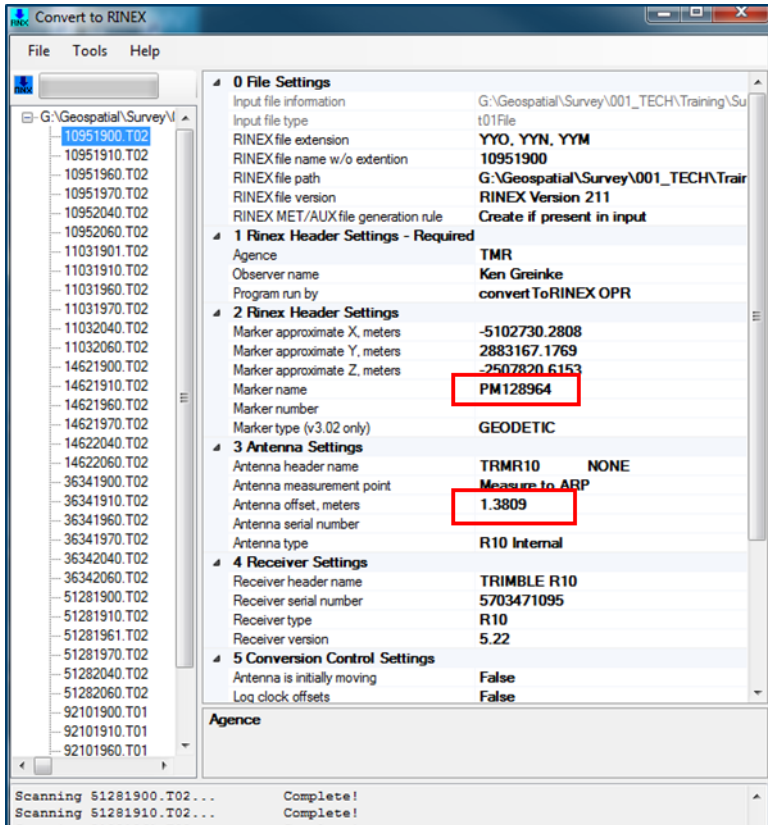 Convert to RINEX
File Tools Help
G:\Geospatial\Survey\
10951900.T02
10951910.T02
10951960.T02
10951970.T02
10952040.T02
10952060.T02
11031901.T02
11031910.T02
11031960.T02
11031970.T02
11032040.T02
11032060.T02
14621900.T02
14621910.T02
14621960.T02
14621970.T02
14622040.T02
14622060.T02
36341900.T02
36341910.T02
36341960.T02
36341970.T02
36342040.T02
36342060.T02
51281900.T02
51281910.T02
51281961.T02
51281970.T02
51282040.T02
51282060.T02
92101900.T01
92101910.T01
92101960.T01
0 File Settings
Input file information G:\Geospatial\Survey\001_TECH\Training\Su
Input file type t01File
RINEX file extension YYO, YYN, YYM
RINEX file name w/o extention 10951900
RINEX file path G:\Geospatial\Survey\001_TECH\Trair
RINEX file version RINEX Version 211
RINEX MET/AUX file generation rule Create if present in input
1 Rinex Header Settings - Required
Agence TMR
Observer name Ken Greinke
Program run by convertToRINEX OPR
2 Rinex Header Settings
Marker approximate X, meters -5102730.2808
Marker approximate Y, meters 2883167.1769
Marker approximate Z, meters -2507820.6153
Marker name PM128964
Marker number
Marker type (v3.02 only) GEODETIC
3 Antenna Settings
Antenna header name TRMR10 NONE
Antenna measurement point Measure to ARP
Antenna offset, meters 1.3809
Antenna serial number
Antenna type R10 Internal
4 Receiver Settings
Receiver header name TRIMBLE R10
Receiver serial number 5703471095
Receiver type R10
Receiver version 5.22
5 Conversion Control Settings
Antenna is initially moving False
Log clock offsets False
Agence
Scanning 51281900.T02... Complete!
Scanning 51281910.T02... Complete!